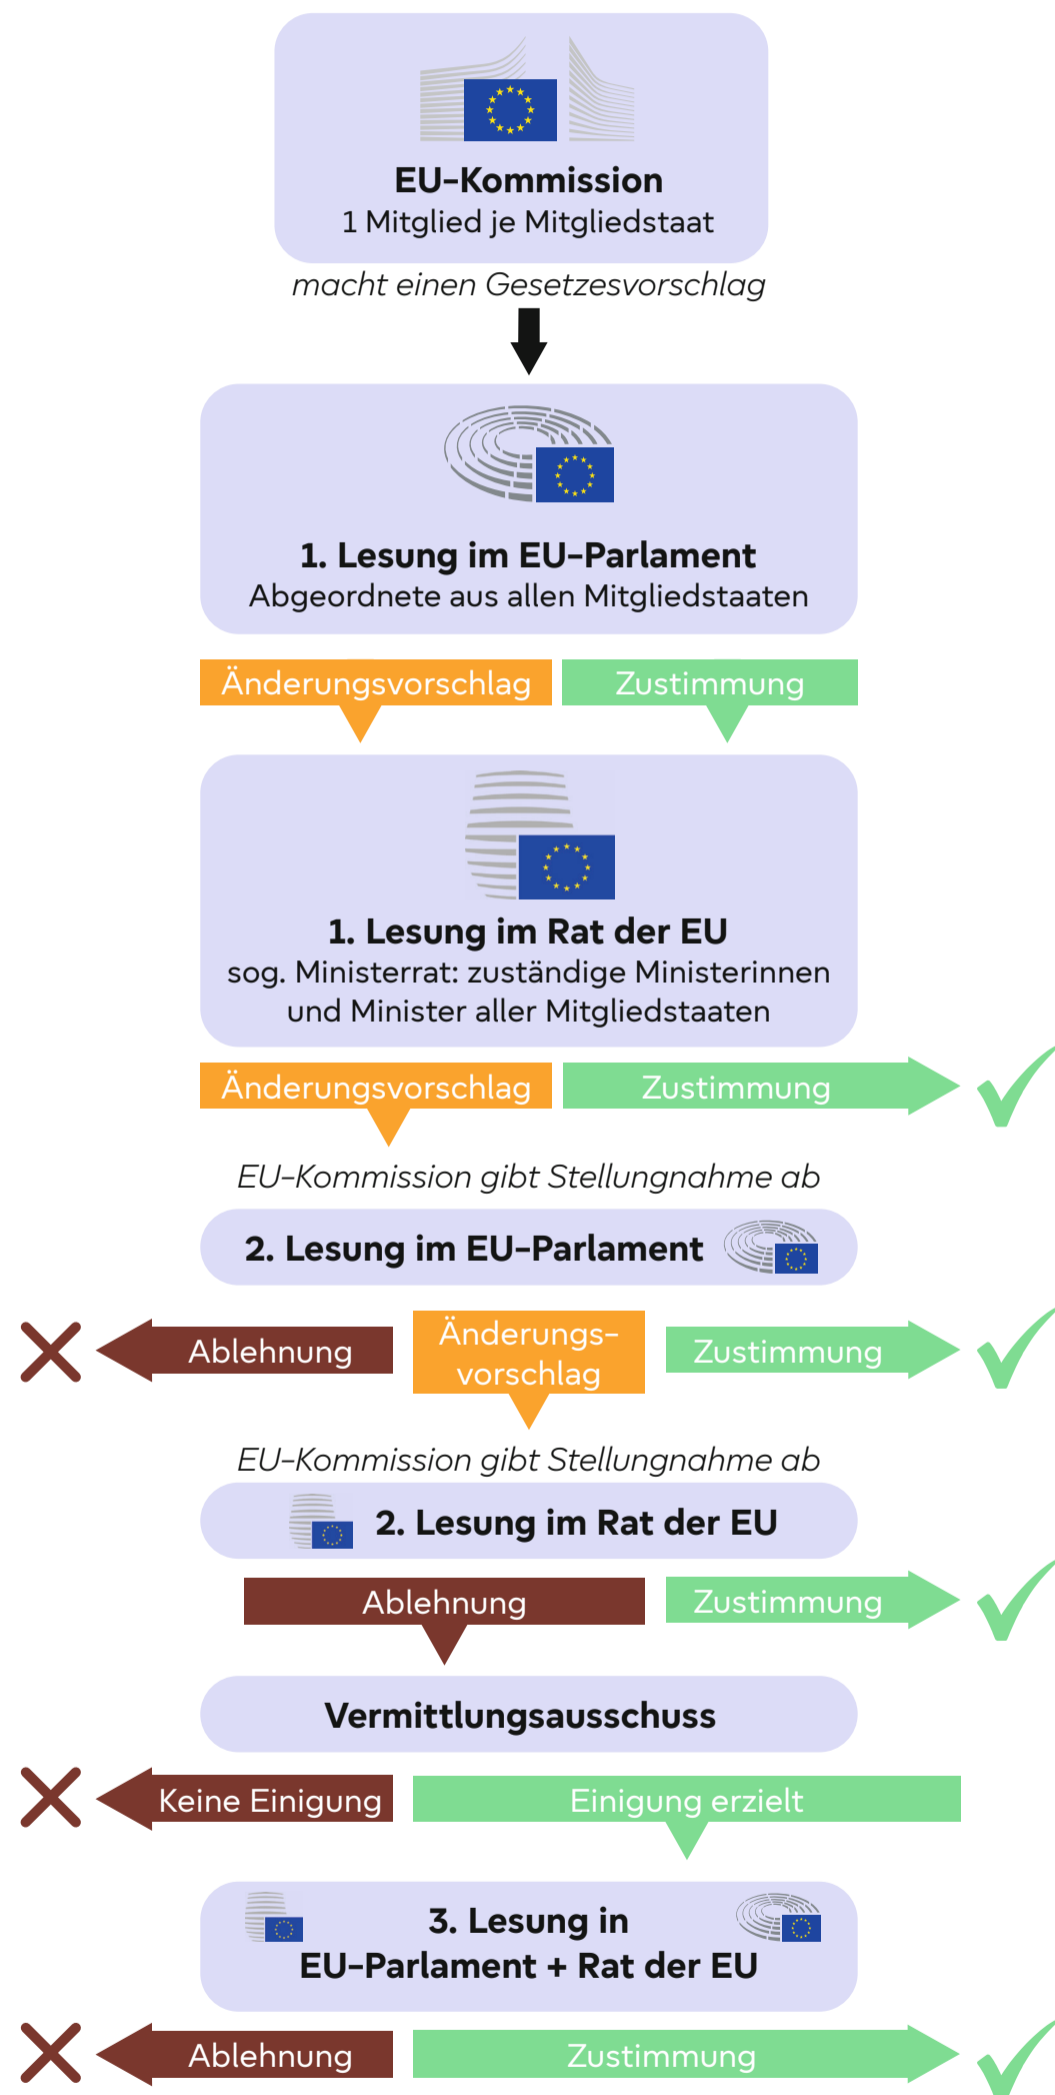 EU-Kommission
1 Mitglied je Mitgliedstaat
macht einen Gesetzesvorschlag
1. Lesung im EU-Parlament
Abgeordnete aus allen Mitgliedstaaten
Änderungsvorschlag
Zustimmung
1. Lesung im Rat der EU
sog. Ministerrat: zuständige Ministerinnen
und Minister aller Mitgliedstaaten
Änderungsvorschlag
Zustimmung
EU-Kommission gibt Stellungnahme ab
2. Lesung im EU-Parlament
Ablehnung
Änderungs-
vorschlag
Zustimmung
EU-Kommission gibt Stellungnahme ab
2. Lesung im Rat der EU
Ablehnung
Zustimmung
Vermittlungsausschuss
Keine Einigung
Einigung erzielt
3. Lesung in
EU-Parlament + Rat der EU
Ablehnung
Zustimmung